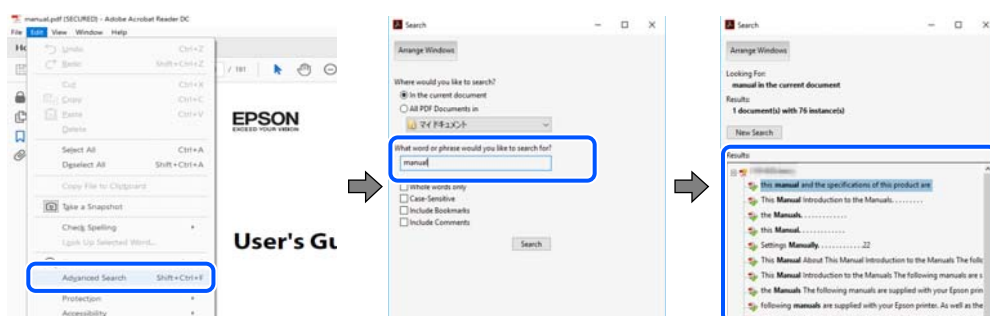 manual.pdf (SECURED) - Adobe Acrobat Reader DC
File Edit View Window Help
Undo Ctrl+Z
Redo Shift+Ctrl+Z
Cut Ctrl+X
Copy Ctrl+C
Paste Ctrl+V
Delete
Select All Ctrl+A
Deselect All Shift+Ctrl+A
Copy File to Clipboard
Take a Snapshot
Check Spelling
Look Up Selected Word...
Advanced Search Shift+Ctrl+F
Protection
Accessibility
/ 191
EPSON
EXCEED YOUR VISION
User's Gu
Search
Arrange Windows
Where would you like to search?
In the current document
All PDF Documents in
マイドキュメント
What word or phrase would you like to search for?
manual
Whole words only
Case-Sensitive
Include Bookmarks
Include Comments
Search
Search
Arrange Windows
Looking For:
manual in the current document
Results:
1 document(s) with 76 instance(s)
New Search
Results:
this manual and the specifications of this product are
This Manual Introduction to the Manuals. . . . . . . . .
the Manuals. . . . . . . . . . . . .
this Manual. . . . . . . . . . . . .
Settings Manually. . . . . . . . . . . . .22
This Manual About This Manual Introduction to the Manuals The follo
This Manual Introduction to the Manuals The following manuals are s
the Manuals The following manuals are supplied with your Epson prin
following manuals are supplied with your Epson printer. As well as the